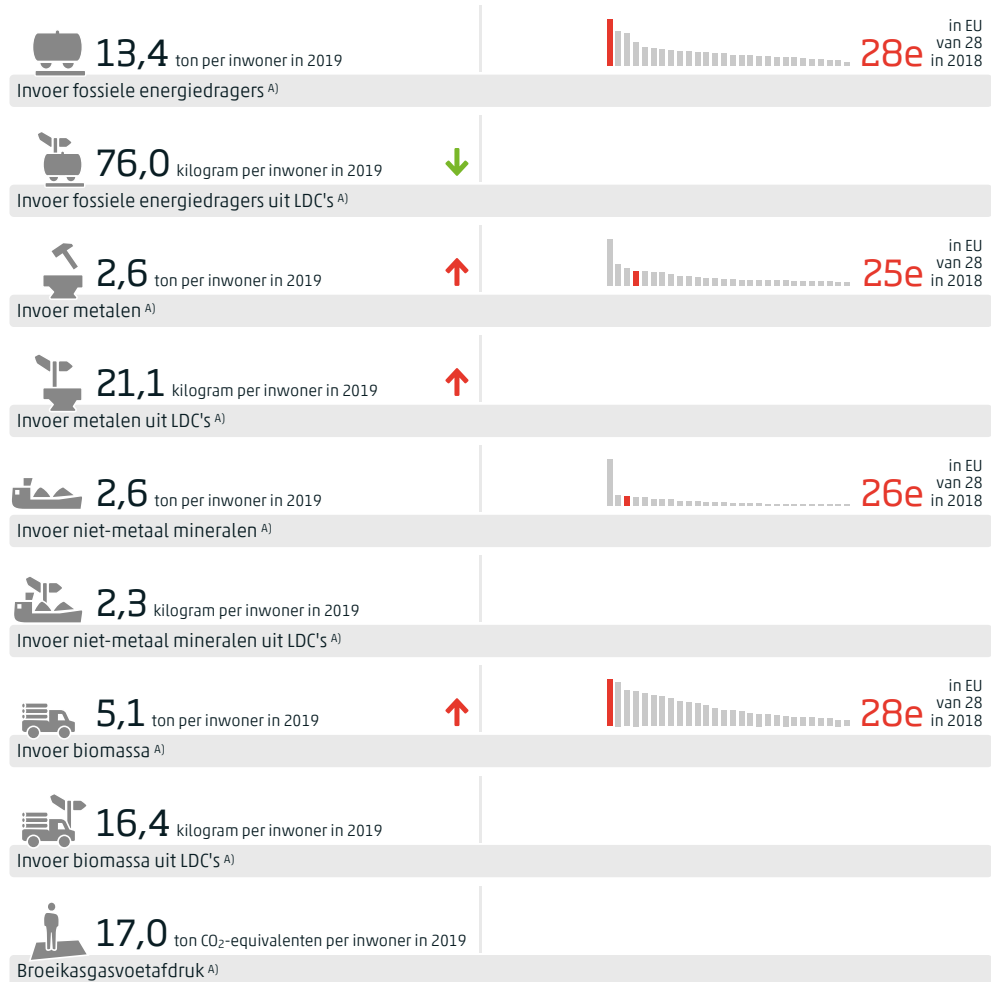 13,4 ton per inwoner in 2019
28e
in EU
van 28
in 2018
Invoer fossiele energiedragers A)
76,0 kilogram per inwoner in 2019
Invoer fossiele energiedragers uit LDC's A)
2,6 ton per inwoner in 2019
25e
in EU
van 28
in 2018
Invoer metalen A)
21,1 kilogram per inwoner in 2019
Invoer metalen uit LDC's A)
2,6 ton per inwoner in 2019
26e
in EU
van 28
in 2018
Invoer niet-metaal mineralen A)
2,3 kilogram per inwoner in 2019
Invoer niet-metaal mineralen uit LDC's A)
5,1 ton per inwoner in 2019
28e
in EU
van 28
in 2018
Invoer biomassa A)
16,4 kilogram per inwoner in 2019
Invoer biomassa uit LDC's A)
17,0 ton CO₂-equivalenten per inwoner in 2019
Broeikasgasvoetafdruk A)